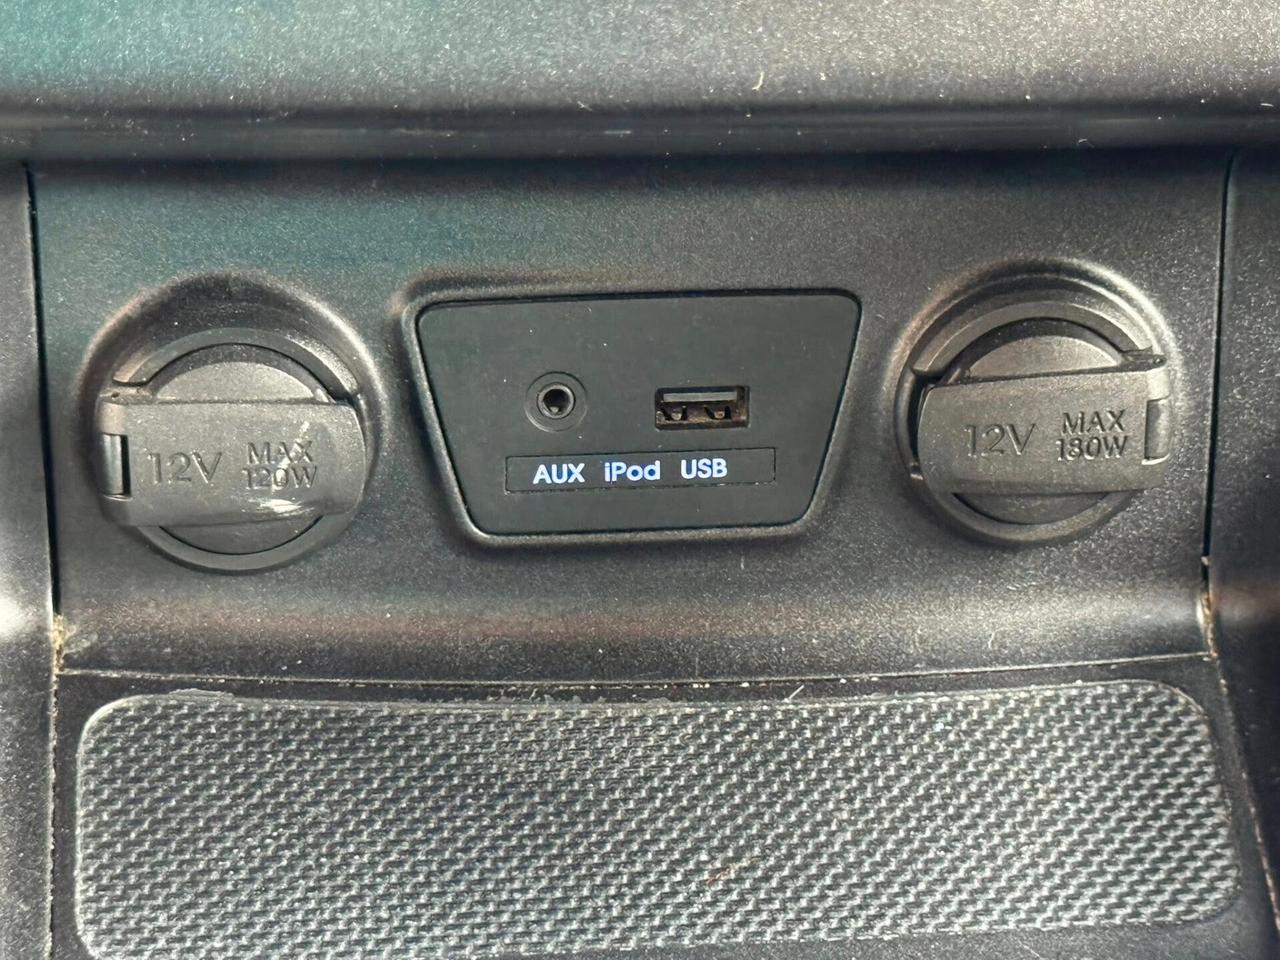 12V MAX 120W
AUX iPod USB
12V MAX 180W